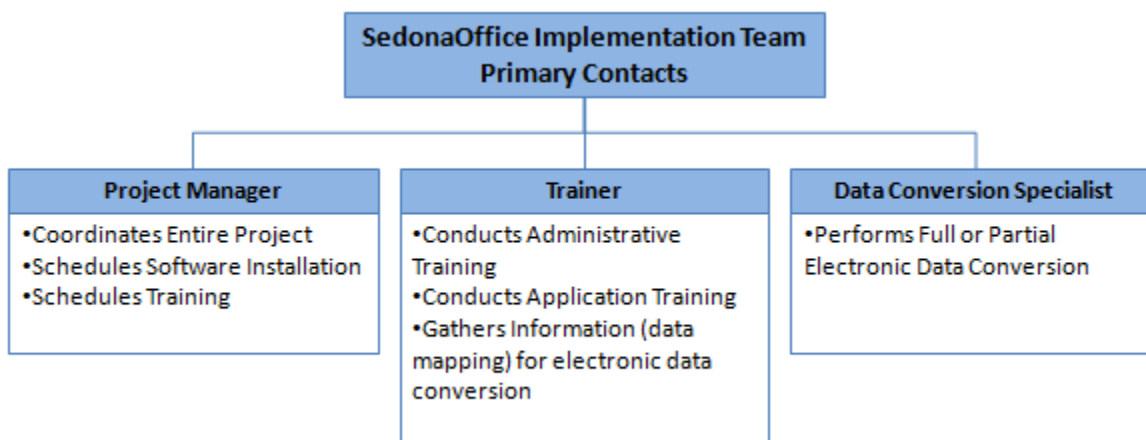 SedonaOffice Implementation Team
Primary Contacts
Project Manager
•Coordinates Entire Project
•Schedules Software Installation
•Schedules Training
Trainer
•Conducts Administrative
Training
•Conducts Application Training
•Gathers Information (data
mapping) for electronic data
conversion
Data Conversion Specialist
•Performs Full or Partial
Electronic Data Conversion